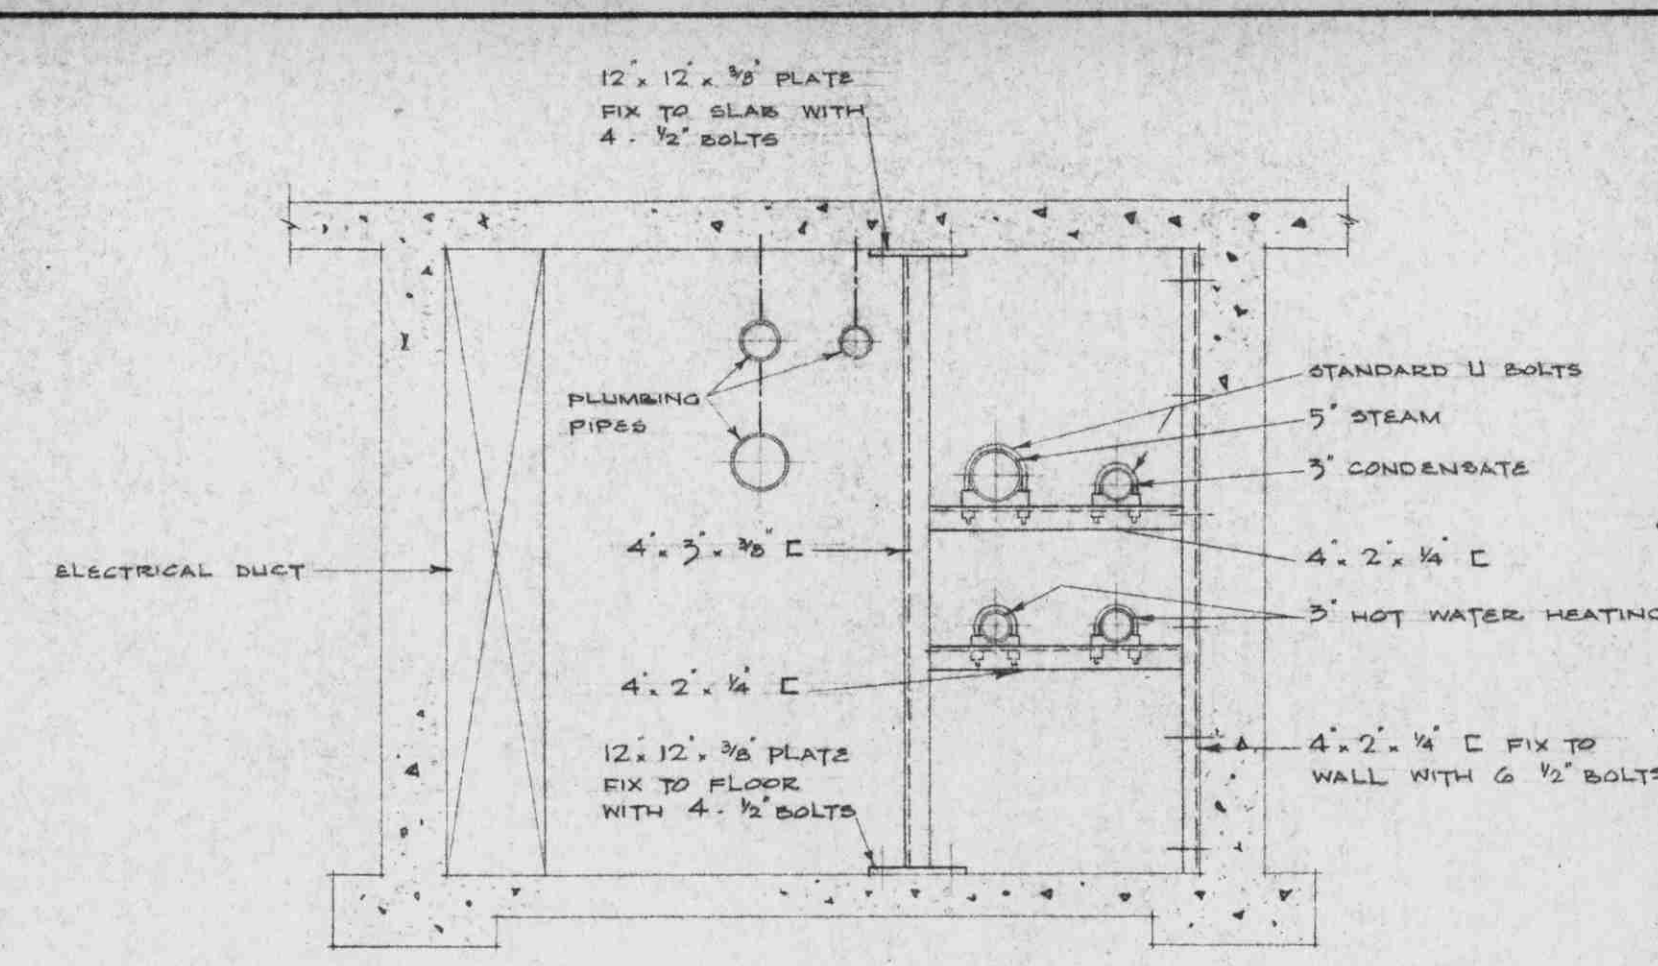 12" x 12" x 3/8" PLATE
FIX TO SLAB WITH
4 - 1/2" BOLTS
PLUMBING
PIPES
STANDARD U BOLTS
5" STEAM
3" CONDENSATE
4" x 3" x 3/8" [
ELECTRICAL DUCT
4" x 2" x 1/4" [
3" HOT WATER HEATING
4" x 2" x 1/4" [
12" x 12" x 3/8" PLATE
FIX TO FLOOR
WITH 4 - 1/2" BOLTS
4" x 2" x 1/4" [ FIX TO
WALL WITH 6 1/2" BOLTS